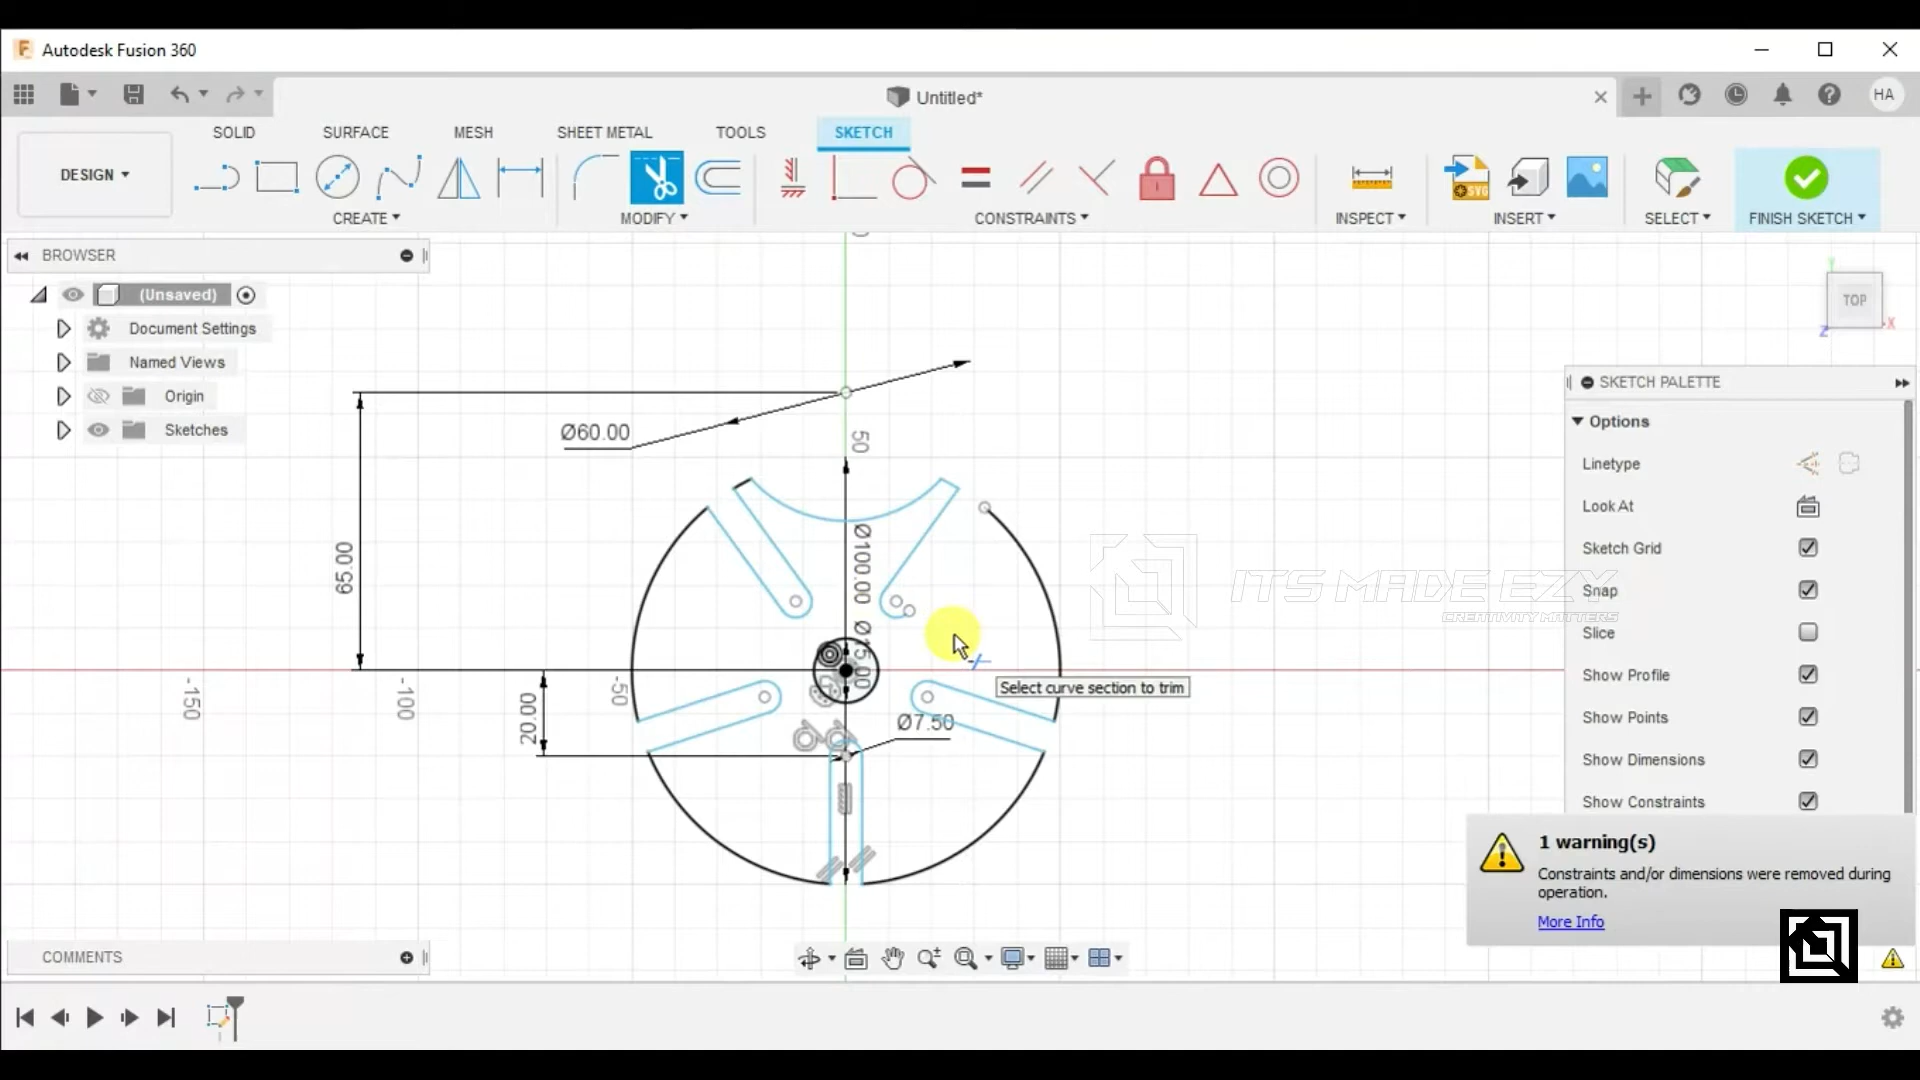 Autodesk Fusion 360
Untitled*
HA
SOLID SURFACE MESH SHEET METAL TOOLS SKETCH
DESIGN
CREATE MODIFY CONSTRAINTS INSPECT INSERT SELECT FINISH SKETCH
SVG
BROWSER
(Unsaved)
Document Settings
Named Views
Origin
Sketches
TOP
Y
X
Z
Ø60.00
50
65.00
Ø100.00
Ø15.00
-150
-100
-50
20.00
Ø7.50
Select curve section to trim
ITS MADE EZY
CREATIVITY MATTERS
SKETCH PALETTE
Options
Linetype
Look At
Sketch Grid
Snap
Slice
Show Profile
Show Points
Show Dimensions
Show Constraints
1 warning(s)
Constraints and/or dimensions were removed during
operation.
More Info
COMMENTS